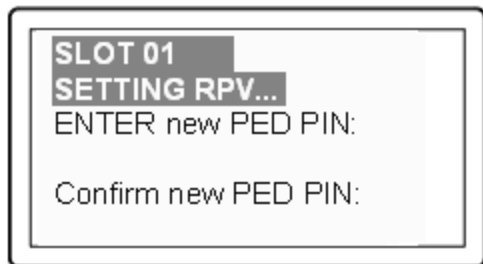 SLOT 01
SETTING RPV...
ENTER new PED PIN:
Confirm new PED PIN: